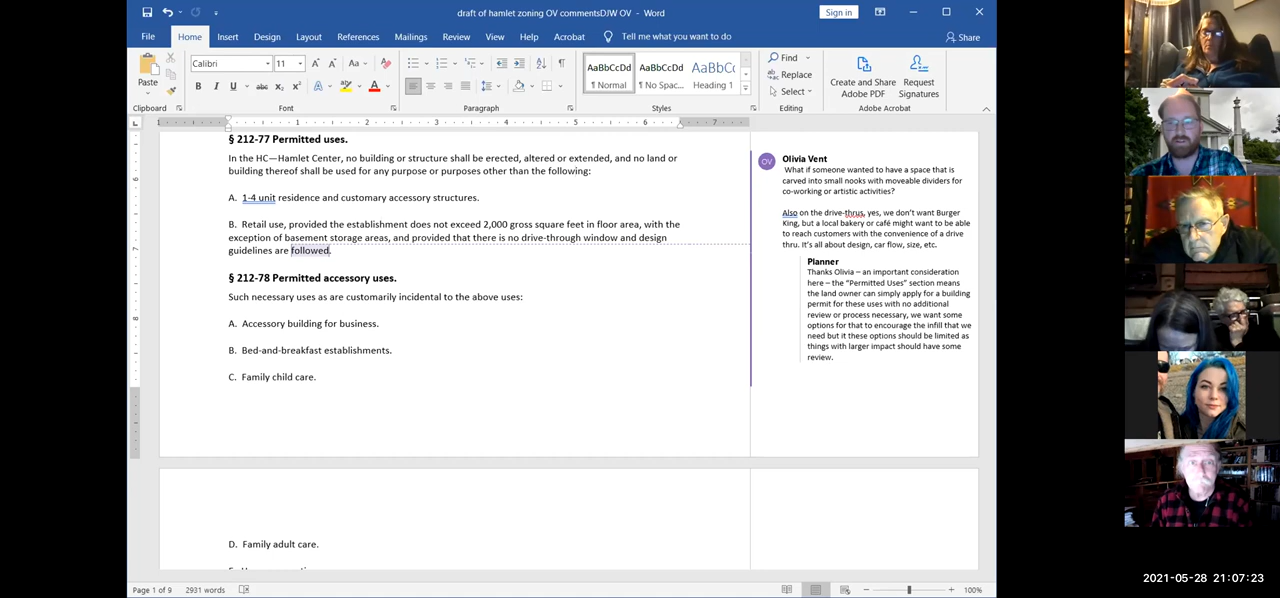 draft of hamlet zoning OV commentsDJW OV - Word
Sign in
File Home Insert Design Layout References Mailings Review View Help Acrobat Tell me what you want to do Share
Calibri 11 Aa
Paste
B I U abc x₂ x² A A
AaBbCcDd AaBbCcDd AaBbC(
¶ Normal ¶ No Spac... Heading 1
Find
Replace
Select
Create and Share Adobe PDF
Request Signatures
Clipboard Font Paragraph Styles Editing Adobe Acrobat
1 1 2 3 4 5 6 7
§ 212-77 Permitted uses.
In the HC—Hamlet Center, no building or structure shall be erected, altered or extended, and no land or
building thereof shall be used for any purpose or purposes other than the following:
A. 1-4 unit residence and customary accessory structures.
B. Retail use, provided the establishment does not exceed 2,000 gross square feet in floor area, with the
exception of basement storage areas, and provided that there is no drive-through window and design
guidelines are followed.
§ 212-78 Permitted accessory uses.
Such necessary uses as are customarily incidental to the above uses:
A. Accessory building for business.
B. Bed-and-breakfast establishments.
C. Family child care.
D. Family adult care.
OV Olivia Vent
What if someone wanted to have a space that is
carved into small nooks with moveable dividers for
co-working or artistic activities?
Also on the drive-thrus, yes, we don't want Burger
King, but a local bakery or café might want to be able
to reach customers with the convenience of a drive
thru. It's all about design, car flow, size, etc.
Planner
Thanks Olivia – an important consideration
here – the "Permitted Uses" section means
the land owner can simply apply for a building
permit for these uses with no additional
review or process necessary, we want some
options for that to encourage the infill that we
need but it these options should be limited as
things with larger impact should have some
review.
Page 1 of 9 2931 words
100%
2021-05-28 21:07:23